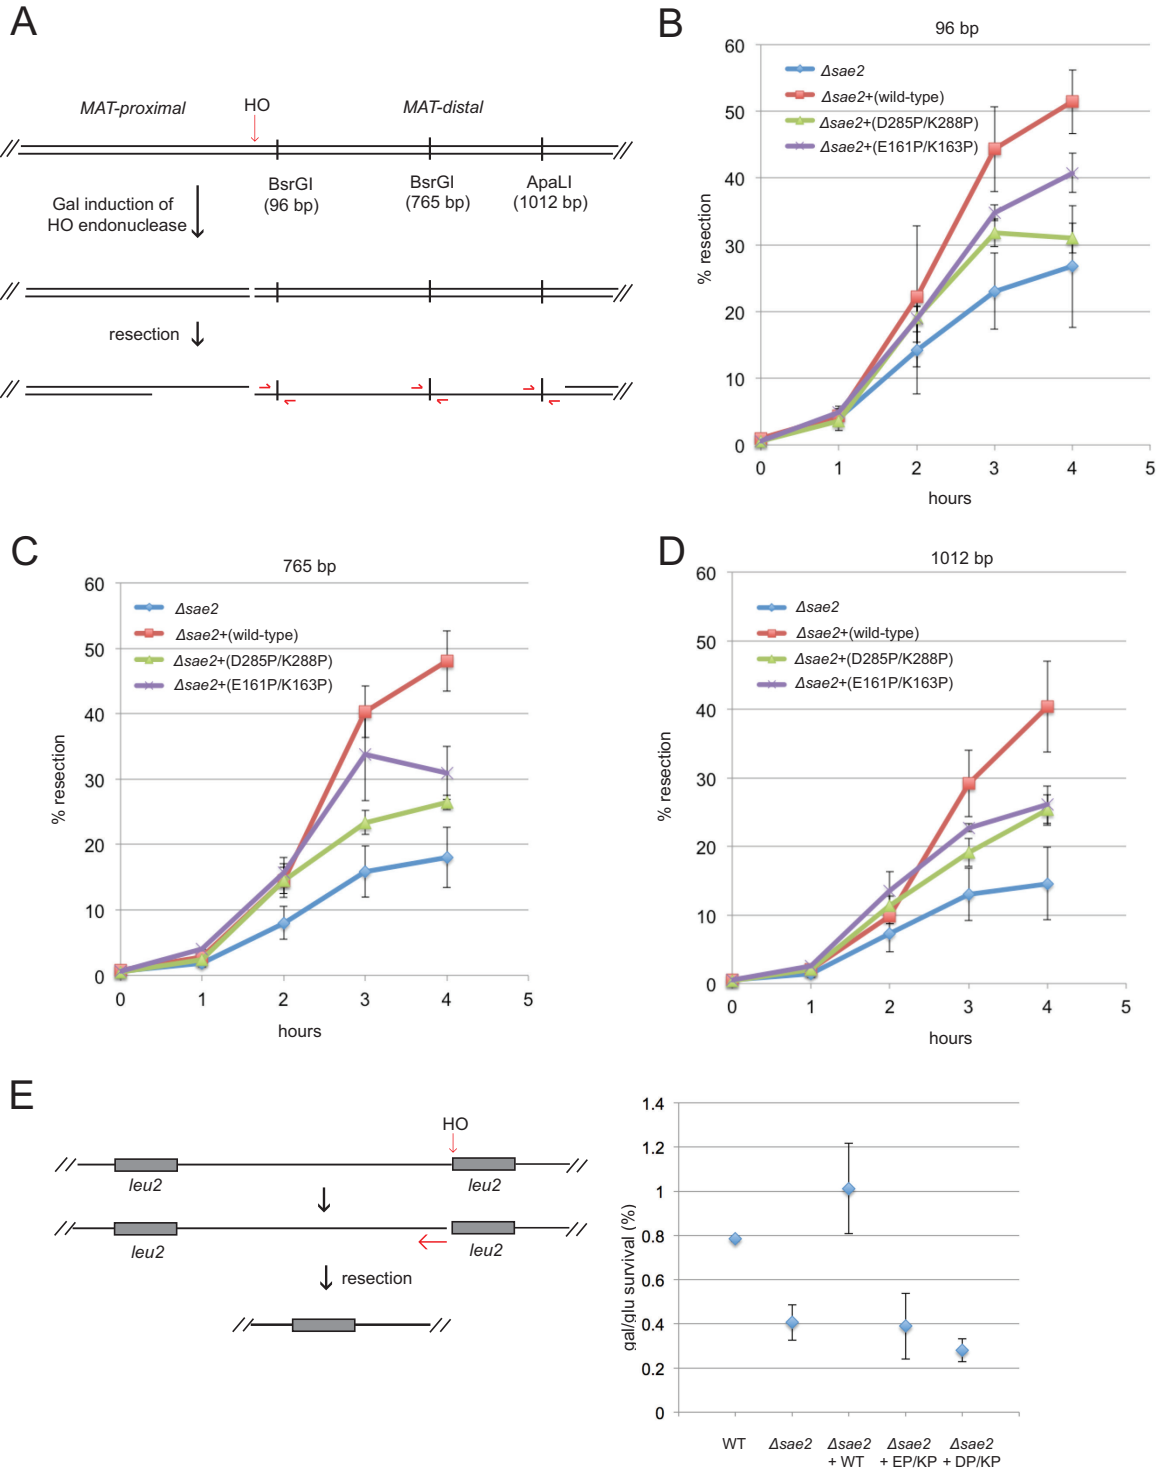 A
MAT-proximal
HO
MAT-distal
BsrGI
(96 bp)
BsrGI
(765 bp)
ApaLI
(1012 bp)
Gal induction of
HO endonuclease
resection
B
96 bp
Δsae2
Δsae2+(wild-type)
Δsae2+(D285P/K288P)
Δsae2+(E161P/K163P)
% resection
60
50
40
30
20
10
0
0 1 2 3 4 5
hours
C
765 bp
Δsae2
Δsae2+(wild-type)
Δsae2+(D285P/K288P)
Δsae2+(E161P/K163P)
% resection
60
50
40
30
20
10
0
0 1 2 3 4 5
hours
D
1012 bp
Δsae2
Δsae2+(wild-type)
Δsae2+(D285P/K288P)
Δsae2+(E161P/K163P)
% resection
60
50
40
30
20
10
0
0 1 2 3 4 5
hours
E
HO
leu2 leu2
leu2 leu2
resection
gal/glu survival (%)
1.4
1.2
1
0.8
0.6
0.4
0.2
0
WT Δsae2 Δsae2 Δsae2 Δsae2
+ WT + EP/KP + DP/KP